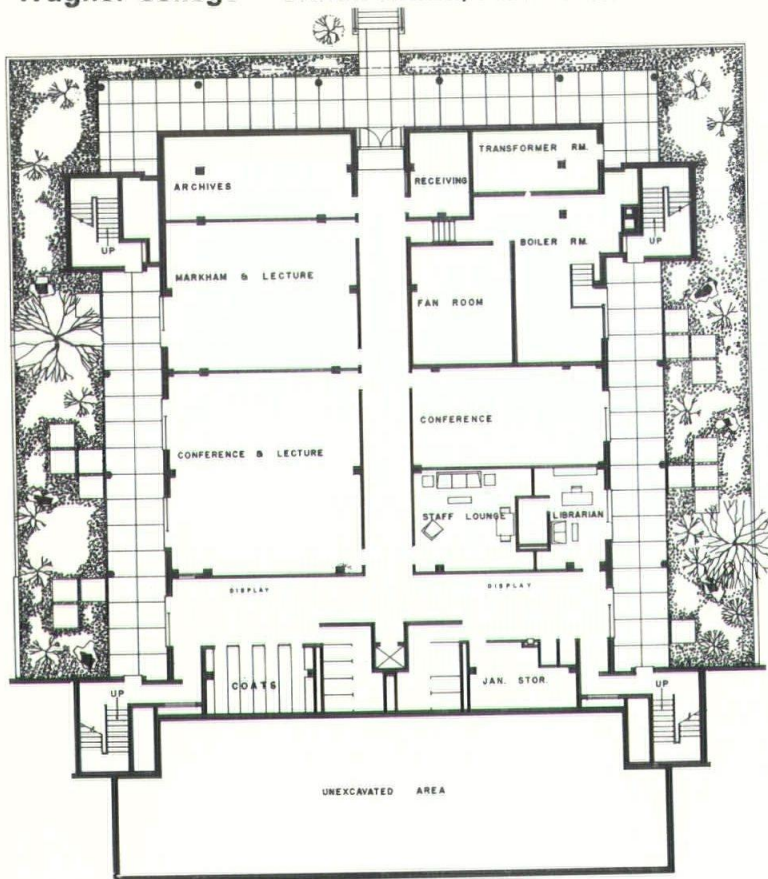 Wagner College
TRANSFORMER RM.
ARCHIVES
RECEIVING
UP
BOILER RM.
UP
MARKHAM & LECTURE
FAN ROOM
CONFERENCE
CONFERENCE & LECTURE
STAFF LOUNGE
LIBRARIAN
DISPLAY
DISPLAY
COATS
JAN. STOR.
UP
UP
UNEXCAVATED AREA